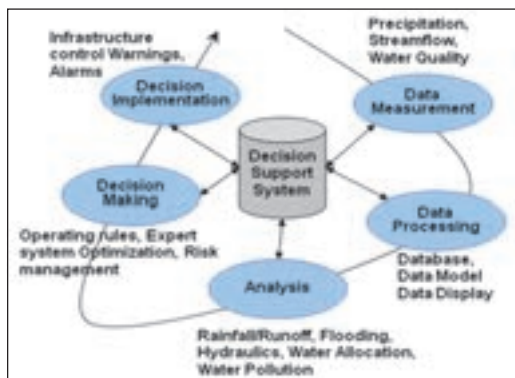 Infrastructure
control Warnings,
Alarms
Precipitation,
Streamflow,
Water Quality
Decision
Implementation
Data
Measurement
Decision
Support
System
Decision
Making
Data
Processing
Operating rules, Expert
system Optimization, Risk
management
Database,
Data Model
Data Display
Analysis
Rainfall/Runoff, Flooding,
Hydraulics, Water Allocation,
Water Pollution